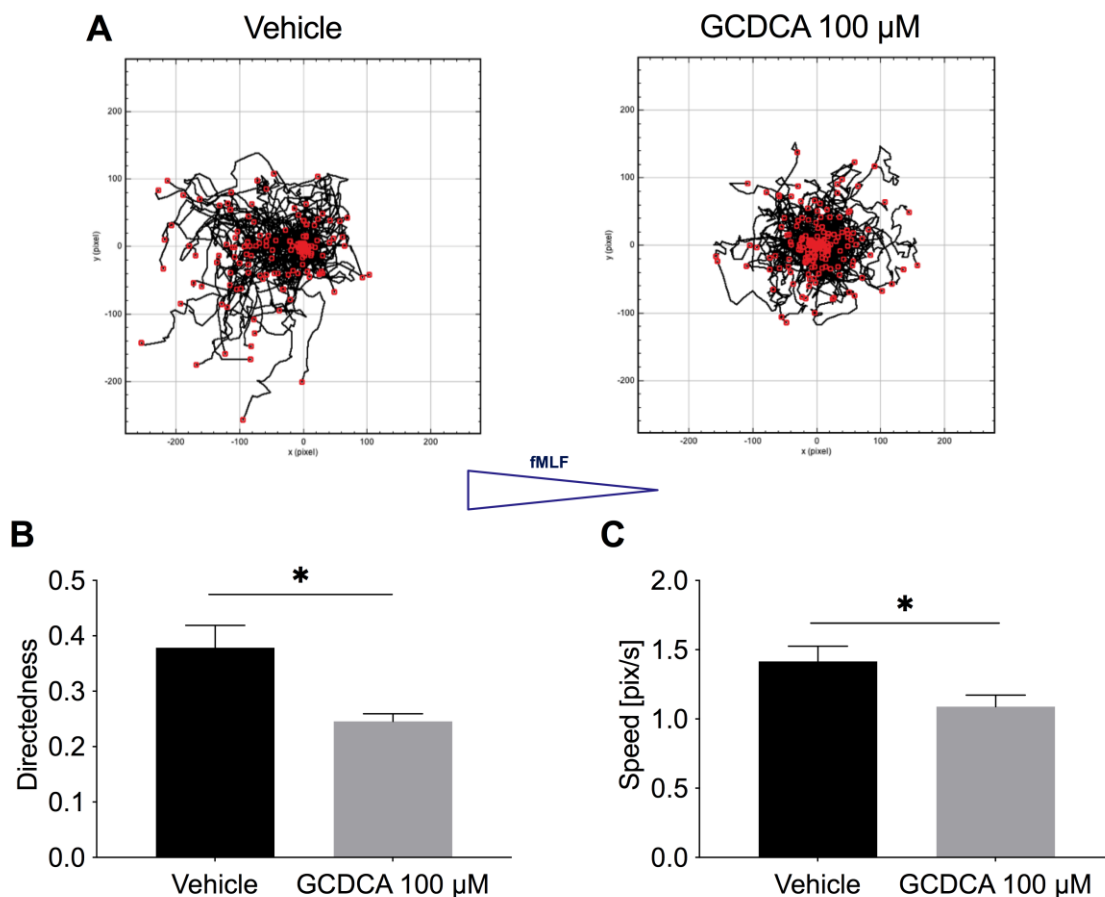 A
Vehicle
GCDCA 100 µM
200
100
0
-100
-200
y (pixel)
-200 -100 0 100 200
x (pixel)
200
100
0
-100
-200
y (pixel)
-200 -100 0 100 200
x (pixel)
fMLF
B
*
0.5
0.4
0.3
0.2
0.1
0.0
Directedness
Vehicle GCDCA 100 µM
C
*
2.0
1.5
1.0
0.5
0.0
Speed [pix/s]
Vehicle GCDCA 100 µM